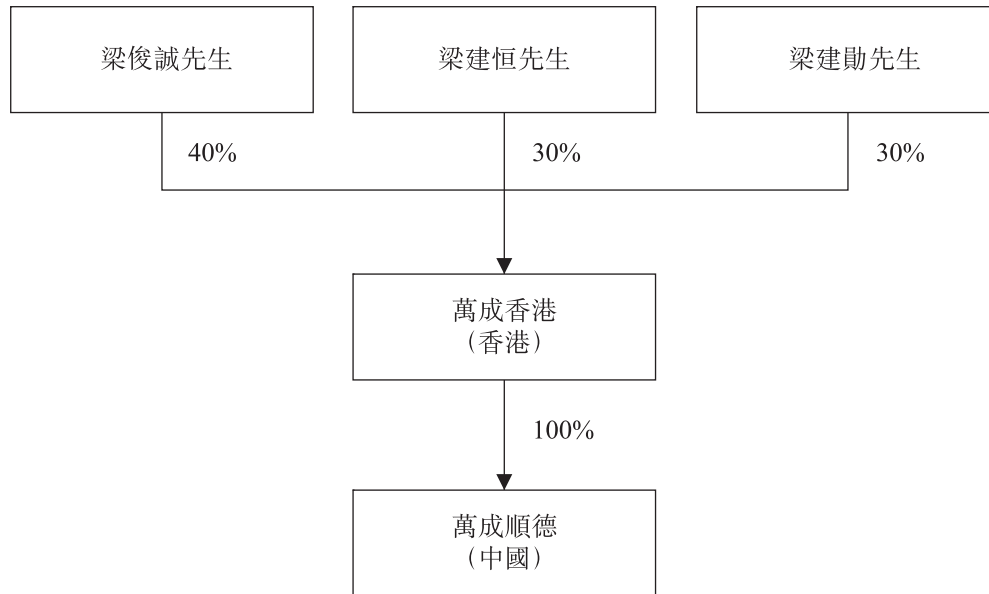 梁俊誠先生
梁建恒先生
梁建勛先生
40%
30%
30%
萬成香港
(香港)
100%
萬成順德
(中國)